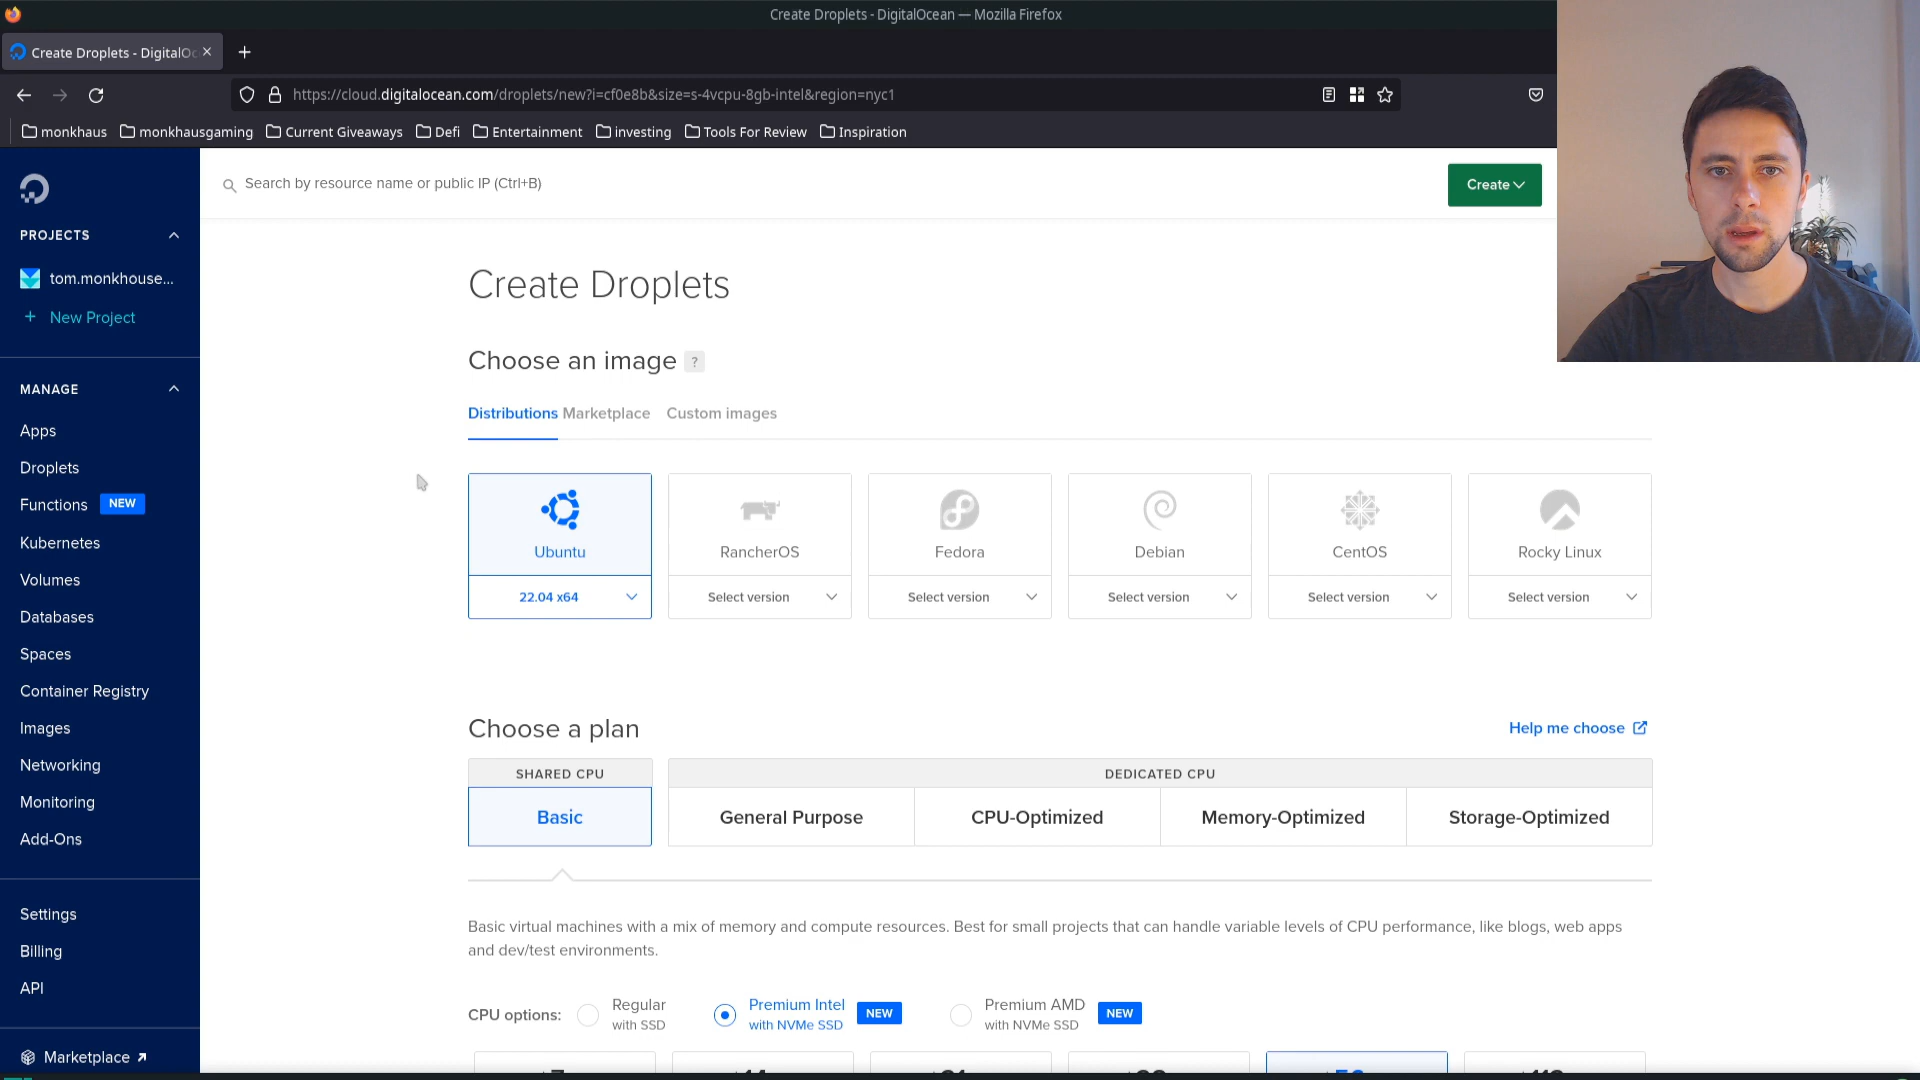 Create Droplets - DigitalOcean — Mozilla Firefox
Create Droplets - DigitalOc
https://cloud.digitalocean.com/droplets/new?i=cf0e8b&size=s-4vcpu-8gb-intel&region=nyc1
monkhaus monkhausgaming Current Giveaways Defi Entertainment investing Tools For Review Inspiration
Search by resource name or public IP (Ctrl+B)
Create
PROJECTS
tom.monkhouse...
+ New Project
MANAGE
Apps
Droplets
Functions NEW
Kubernetes
Volumes
Databases
Spaces
Container Registry
Images
Networking
Monitoring
Add-Ons
Settings
Billing
API
Marketplace
Create Droplets
Choose an image ?
Distributions Marketplace Custom images
Ubuntu RancherOS Fedora Debian CentOS Rocky Linux
22.04 x64 Select version Select version Select version Select version Select version
Choose a plan
Help me choose
SHARED CPU DEDICATED CPU
Basic General Purpose CPU-Optimized Memory-Optimized Storage-Optimized
Basic virtual machines with a mix of memory and compute resources. Best for small projects that can handle variable levels of CPU performance, like blogs, web apps
and dev/test environments.
CPU options: Regular with SSD Premium Intel with NVMe SSD NEW Premium AMD with NVMe SSD NEW